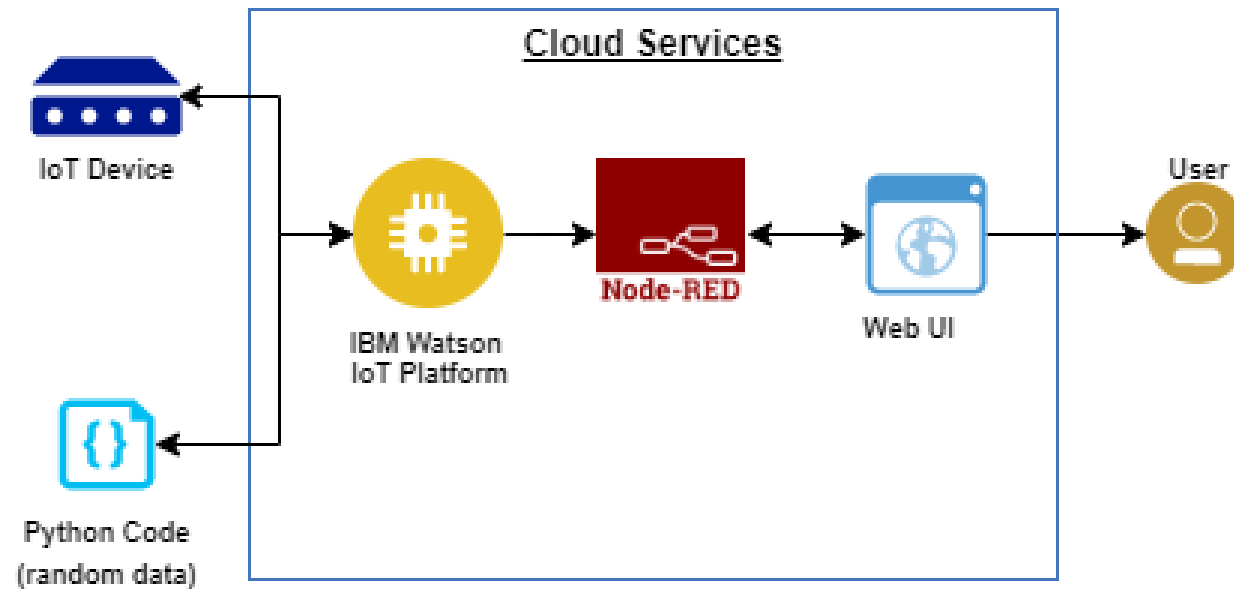 Cloud Services
IoT Device
User
Node-RED
Web UI
IBM Watson
IoT Platform
{}
Python Code
(random data)